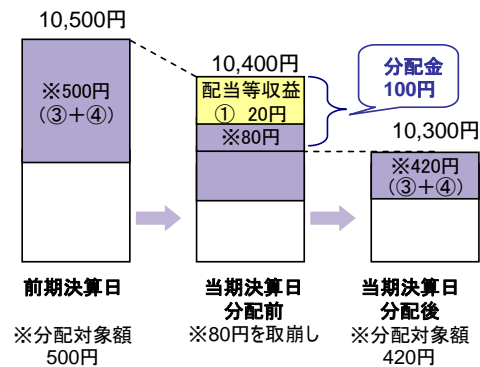 10,500円
※500円
（③＋④）
10,400円
配当等収益
① 20円
※80円
分配金
100円
10,300円
※420円
（③＋④）
前期決算日
当期決算日
分配前
当期決算日
分配後
※分配対象額
500円
※80円を取崩し
※分配対象額
420円